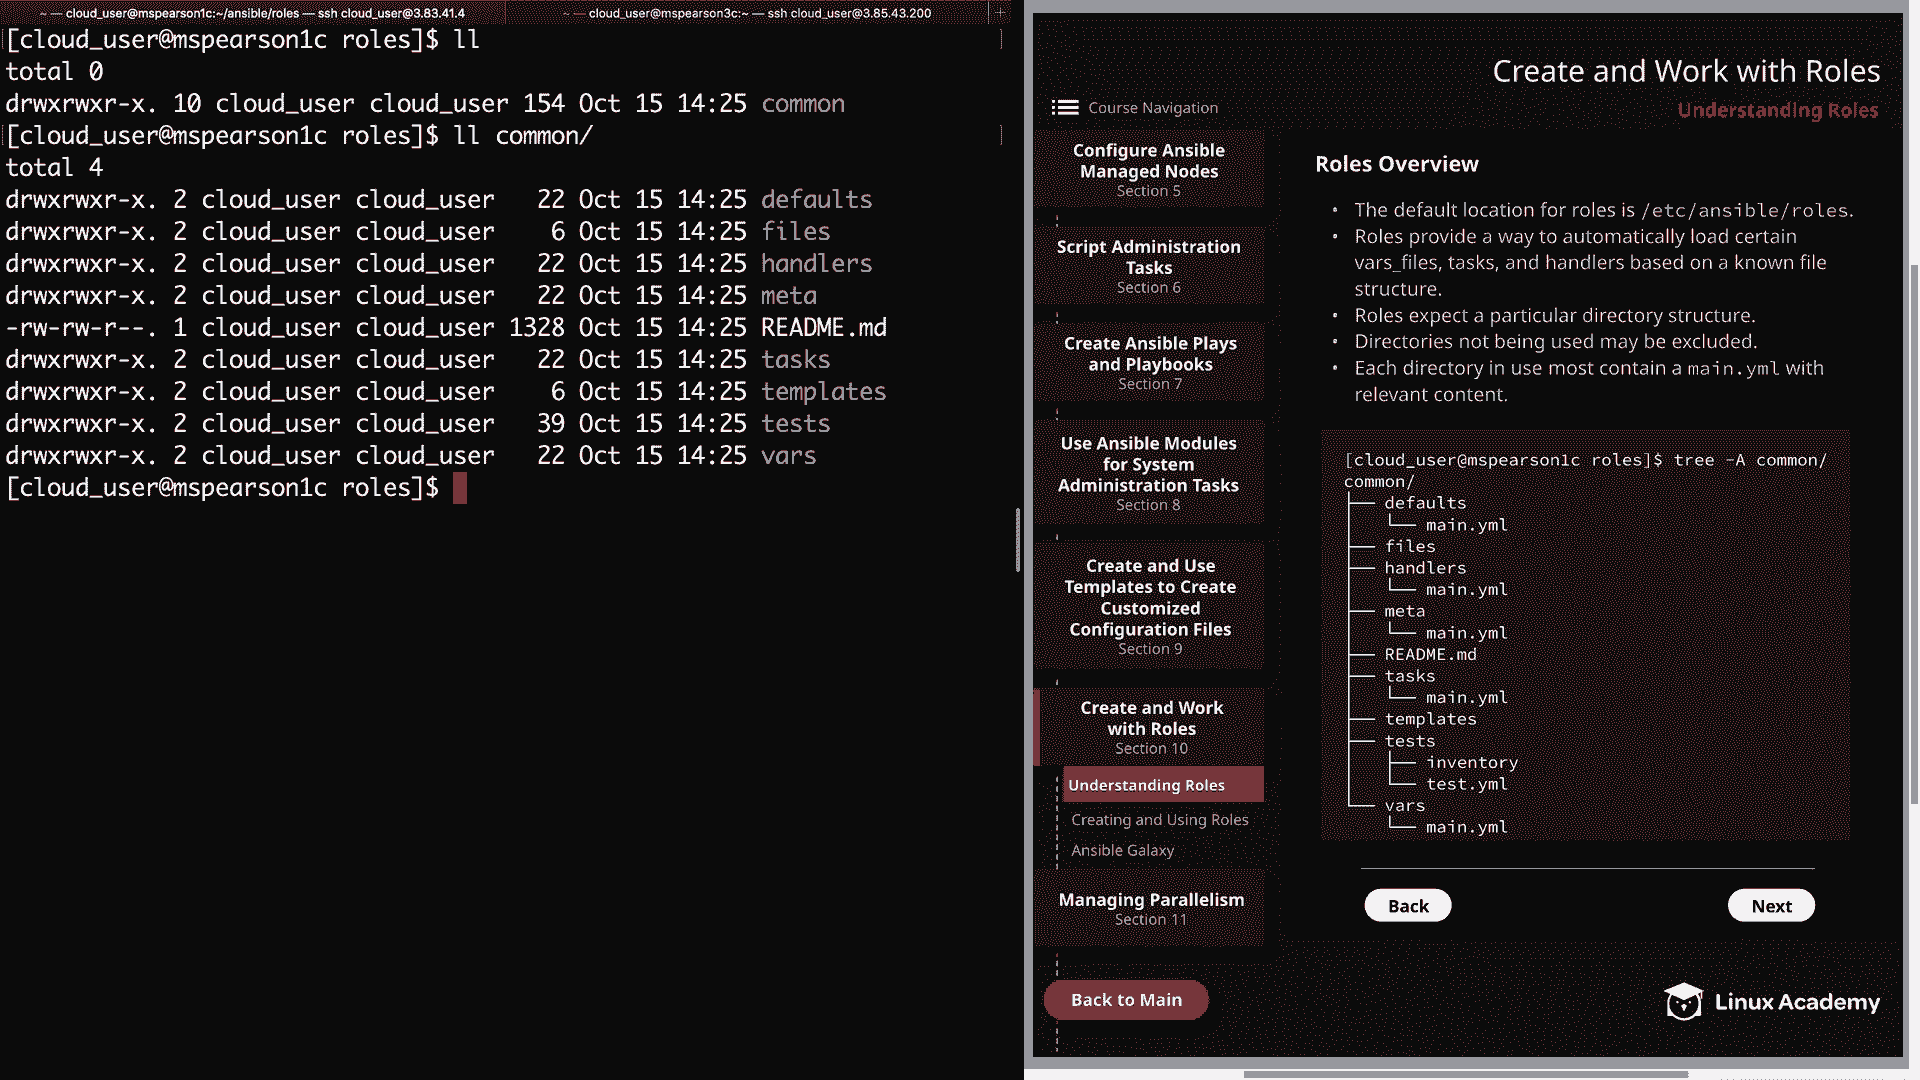 ~ — cloud_user@mspearson1c:~/ansible/roles — ssh cloud_user@3.83.41.4
~ — cloud_user@mspearson3c:~ — ssh cloud_user@3.85.43.200
+
[cloud_user@mspearson1c roles]$ ll
total 0
drwxrwxr-x. 10 cloud_user cloud_user 154 Oct 15 14:25 common
[cloud_user@mspearson1c roles]$ ll common/
total 4
drwxrwxr-x. 2 cloud_user cloud_user 22 Oct 15 14:25 defaults
drwxrwxr-x. 2 cloud_user cloud_user 6 Oct 15 14:25 files
drwxrwxr-x. 2 cloud_user cloud_user 22 Oct 15 14:25 handlers
drwxrwxr-x. 2 cloud_user cloud_user 22 Oct 15 14:25 meta
-rw-rw-r--. 1 cloud_user cloud_user 1328 Oct 15 14:25 README.md
drwxrwxr-x. 2 cloud_user cloud_user 22 Oct 15 14:25 tasks
drwxrwxr-x. 2 cloud_user cloud_user 6 Oct 15 14:25 templates
drwxrwxr-x. 2 cloud_user cloud_user 39 Oct 15 14:25 tests
drwxrwxr-x. 2 cloud_user cloud_user 22 Oct 15 14:25 vars
[cloud_user@mspearson1c roles]$
Create and Work with Roles
Understanding Roles
Course Navigation
Configure Ansible
Managed Nodes
Section 5
Script Administration
Tasks
Section 6
Create Ansible Plays
and Playbooks
Section 7
Use Ansible Modules
for System
Administration Tasks
Section 8
Create and Use
Templates to Create
Customized
Configuration Files
Section 9
Create and Work
with Roles
Section 10
Understanding Roles
Creating and Using Roles
Ansible Galaxy
Managing Parallelism
Section 11
Back to Main
Roles Overview
• The default location for roles is /etc/ansible/roles.
• Roles provide a way to automatically load certain
vars_files, tasks, and handlers based on a known file
structure.
• Roles expect a particular directory structure.
• Directories not being used may be excluded.
• Each directory in use most contain a main.yml with
relevant content.
[cloud_user@mspearson1c roles]$ tree -A common/
common/
├── defaults
│   └── main.yml
├── files
├── handlers
│   └── main.yml
├── meta
│   └── main.yml
├── README.md
├── tasks
│   └── main.yml
├── templates
├── tests
│   ├── inventory
│   └── test.yml
└── vars
    └── main.yml
Back
Next
Linux Academy